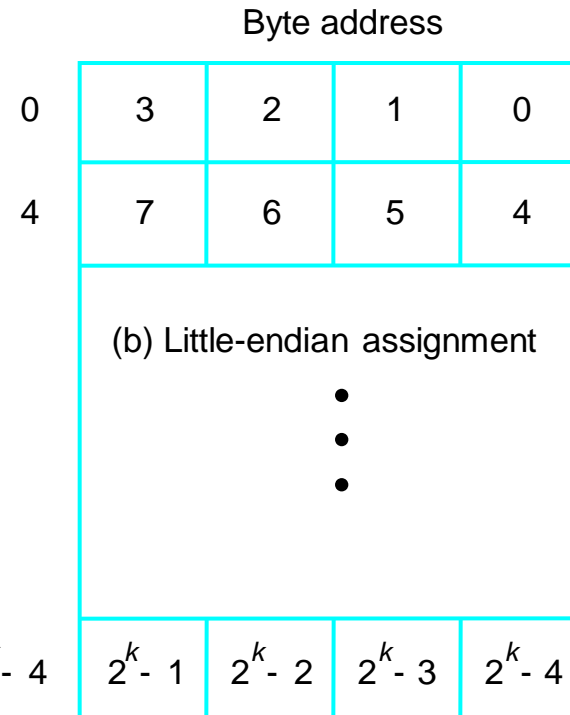 Byte address
0 3 2 1 0
4 7 6 5 4
(b) Little-endian assignment
•
•
•
- 4 2^k - 1 2^k - 2 2^k - 3 2^k - 4